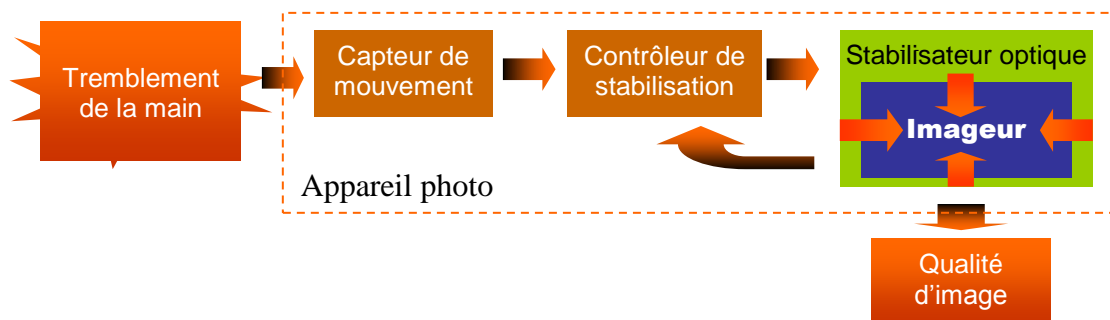 Tremblement
de la main
Capteur de
mouvement
Contrôleur de
stabilisation
Stabilisateur optique
Imageur
Appareil photo
Qualité
d'image